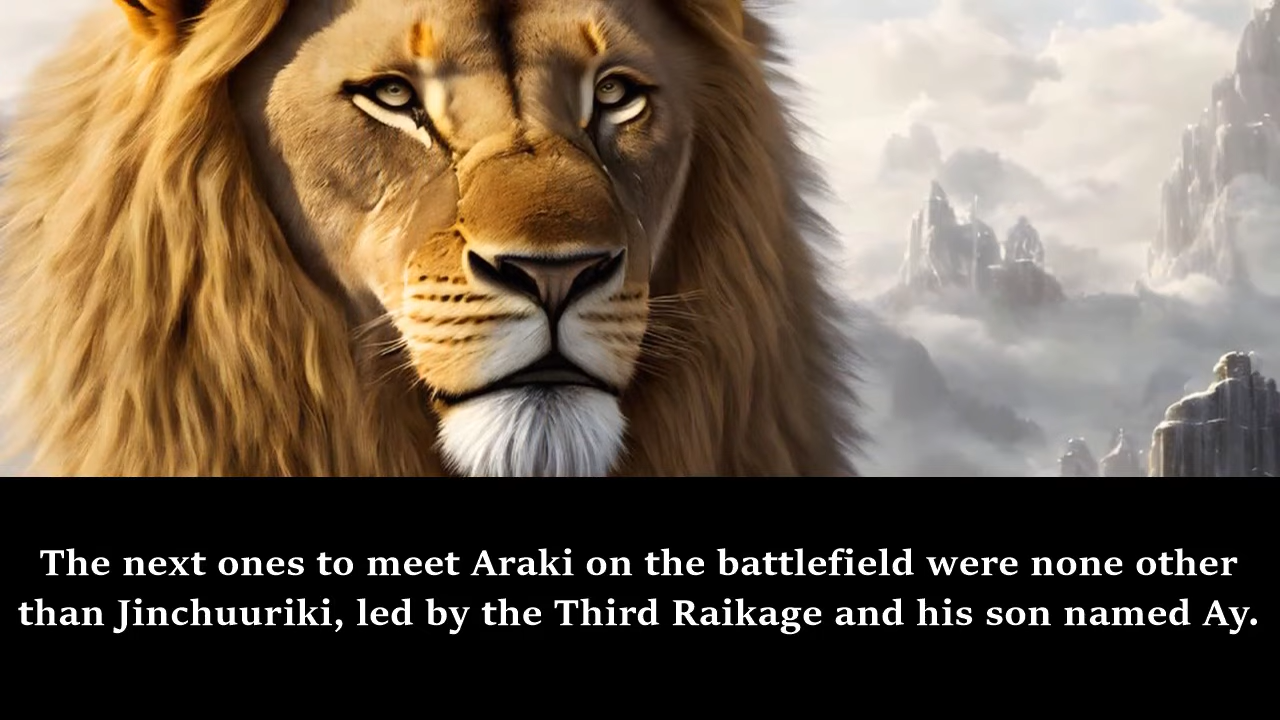 The next ones to meet Araki on the battlefield were none other
than Jinchuuriki, led by the Third Raikage and his son named Ay.